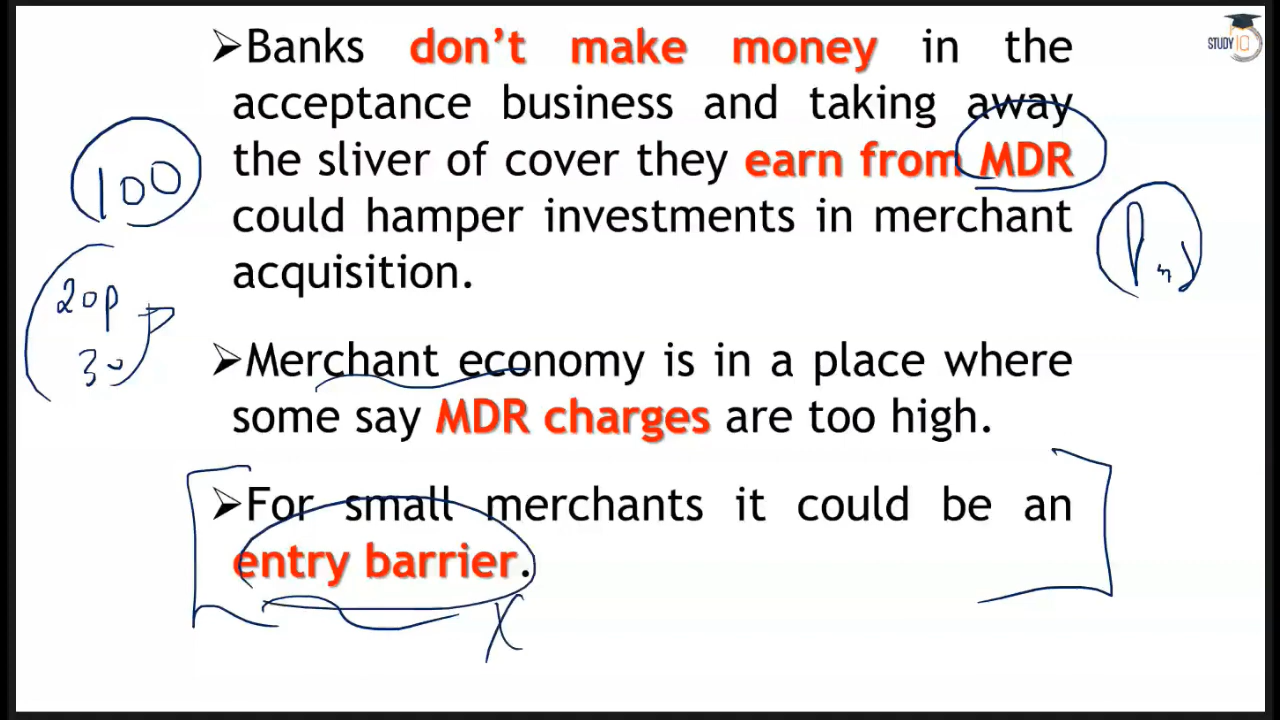 STUDY IQ
➢Banks don't make money in the
acceptance business and taking away
the sliver of cover they earn from MDR
could hamper investments in merchant
acquisition.
100
20p
30
➢Merchant economy is in a place where
some say MDR charges are too high.
➢For small merchants it could be an
entry barrier.